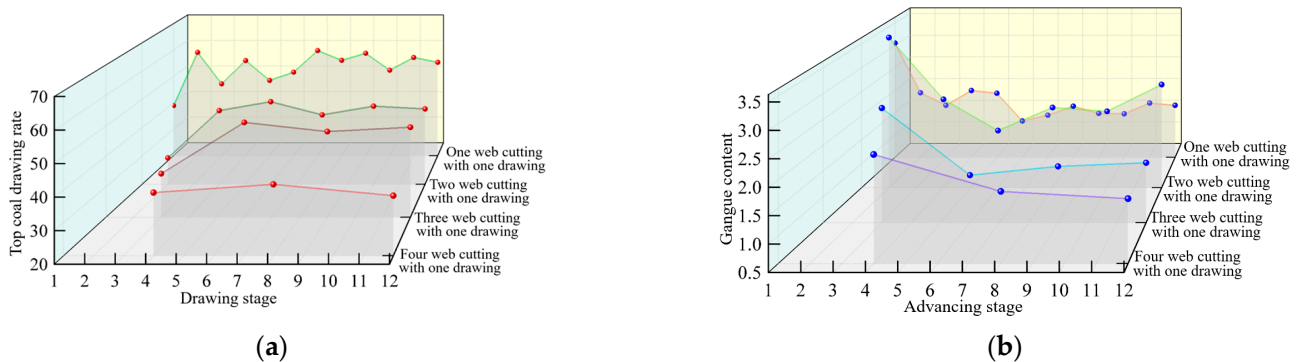 Top coal drawing rate
70
60
50
40
30
20
1 2 3 4 5 6 7 8 9 10 11 12
Drawing stage
One web cutting
with one drawing
Two web cutting
with one drawing
Three web cutting
with one drawing
Four web cutting
with one drawing
(a)
Gangue content
3.5
3.0
2.5
2.0
1.5
1.0
0.5
1 2 3 4 5 6 7 8 9 10 11 12
Advancing stage
One web cutting
with one drawing
Two web cutting
with one drawing
Three web cutting
with one drawing
Four web cutting
with one drawing
(b)